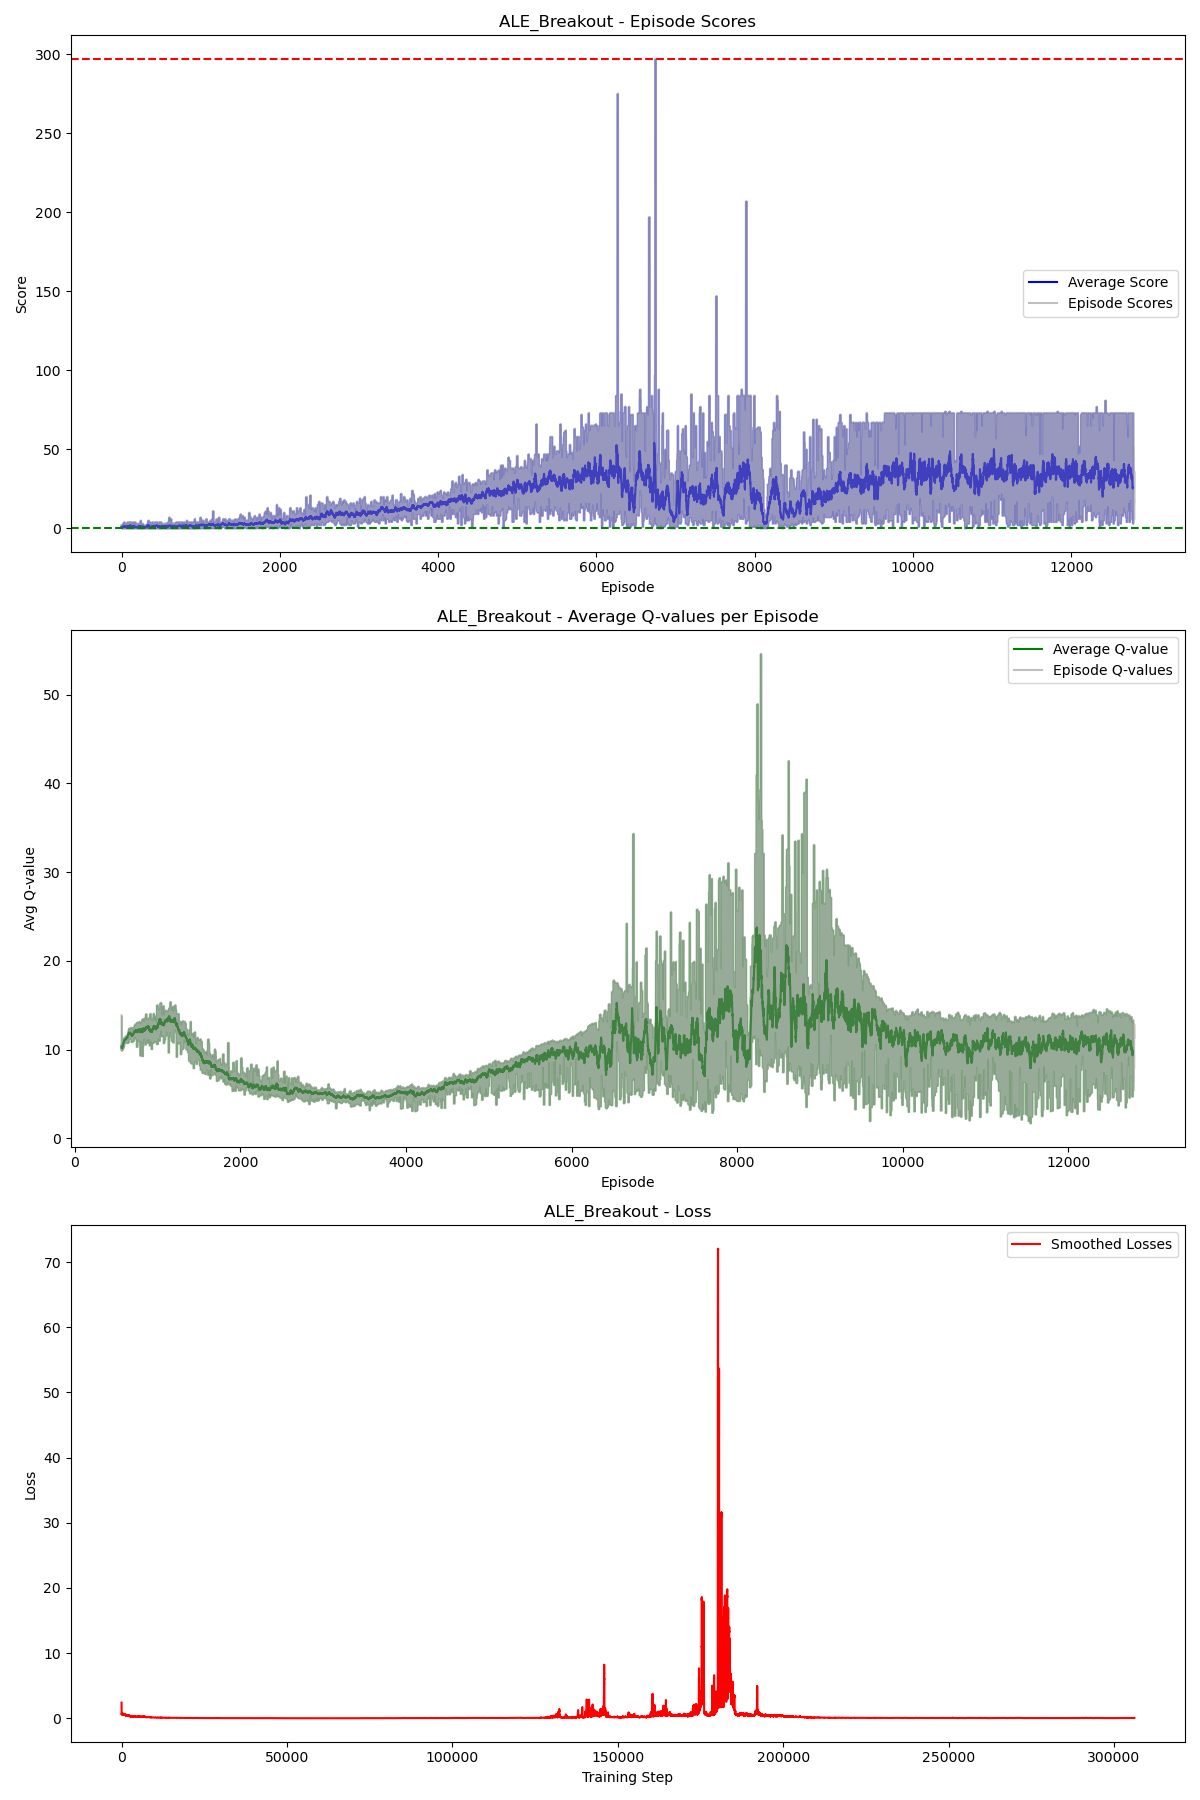 ALE_Breakout - Episode Scores
300
250
200
150
100
50
0
Score
Average Score
Episode Scores
0 2000 4000 6000 8000 10000 12000
Episode
ALE_Breakout - Average Q-values per Episode
50
40
30
20
10
0
Avg Q-value
Average Q-value
Episode Q-values
0 2000 4000 6000 8000 10000 12000
Episode
ALE_Breakout - Loss
70
60
50
40
30
20
10
0
Loss
Smoothed Losses
0 50000 100000 150000 200000 250000 300000
Training Step